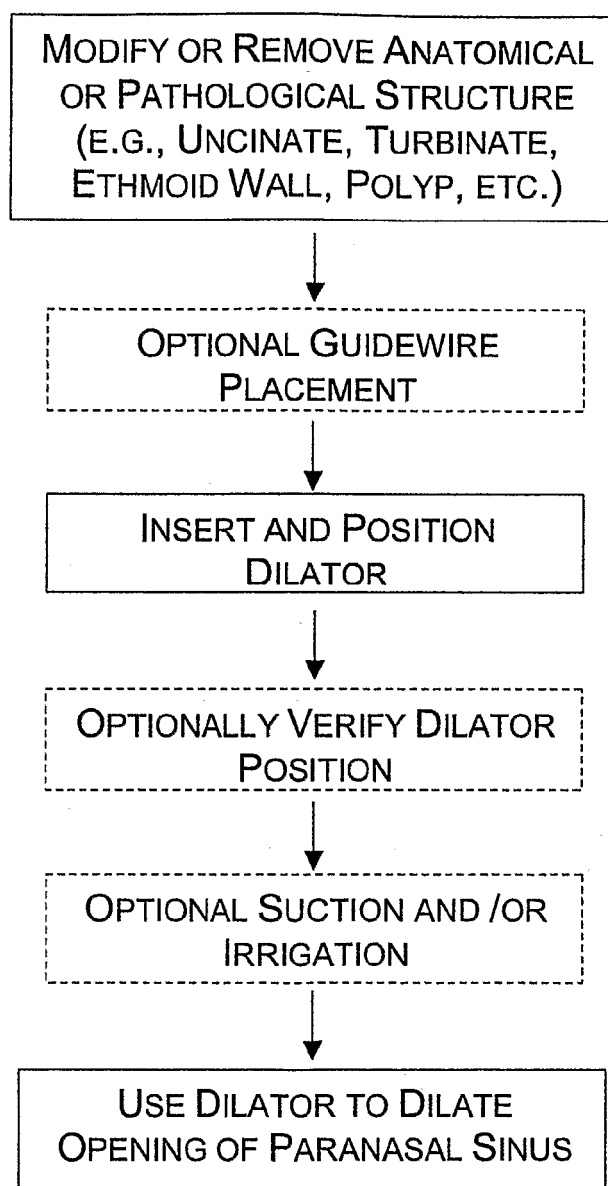 MODIFY OR REMOVE ANATOMICAL
OR PATHOLOGICAL STRUCTURE
(E.G., UNCINATE, TURBINATE,
ETHMOID WALL, POLYP, ETC.)
OPTIONAL GUIDEWIRE
PLACEMENT
INSERT AND POSITION
DILATOR
OPTIONALLY VERIFY DILATOR
POSITION
OPTIONAL SUCTION AND /OR
IRRIGATION
USE DILATOR TO DILATE
OPENING OF PARANASAL SINUS